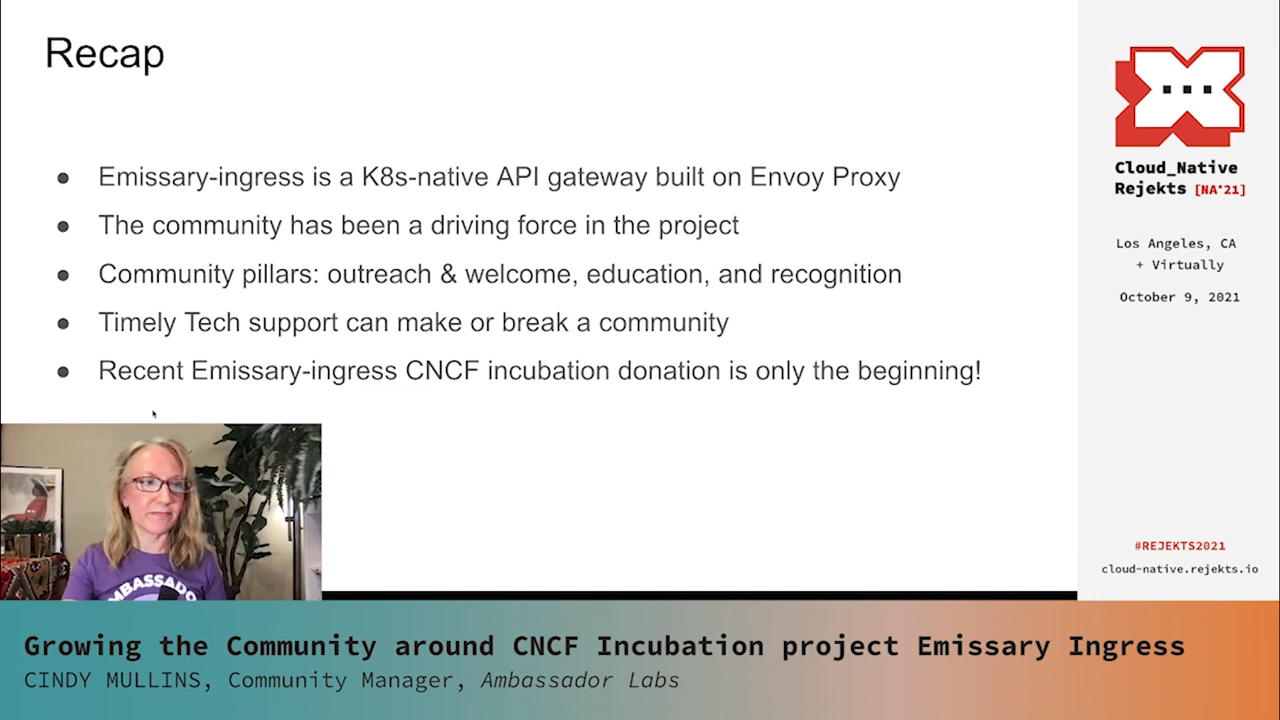 Recap
● Emissary-ingress is a K8s-native API gateway built on Envoy Proxy
● The community has been a driving force in the project
● Community pillars: outreach & welcome, education, and recognition
● Timely Tech support can make or break a community
● Recent Emissary-ingress CNCF incubation donation is only the beginning!
Cloud_Native
Rejekts [NA'21]
Los Angeles, CA
+ Virtually
October 9, 2021
#REJEKTS2021
cloud-native.rejekts.io
Growing the Community around CNCF Incubation project Emissary Ingress
CINDY MULLINS, Community Manager, Ambassador Labs